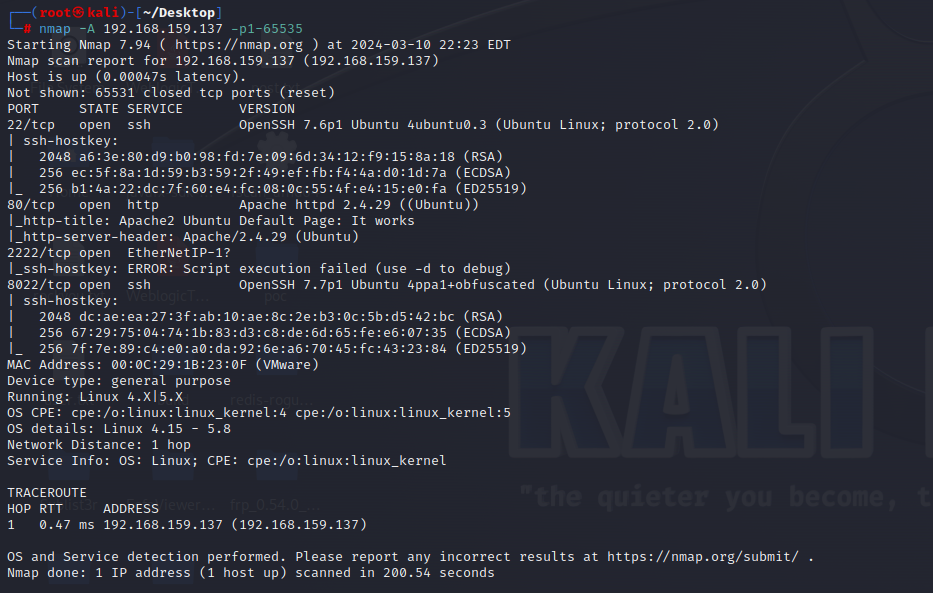 ┌──(root㉿kali)-[~/Desktop]
└─# nmap -A 192.168.159.137 -p1-65535
Starting Nmap 7.94 ( https://nmap.org ) at 2024-03-10 22:23 EDT
Nmap scan report for 192.168.159.137 (192.168.159.137)
Host is up (0.00047s latency).
Not shown: 65531 closed tcp ports (reset)
PORT     STATE SERVICE       VERSION
22/tcp   open  ssh           OpenSSH 7.6p1 Ubuntu 4ubuntu0.3 (Ubuntu Linux; protocol 2.0)
| ssh-hostkey:
|   2048 a6:3e:80:d9:b0:98:fd:7e:09:6d:34:12:f9:15:8a:18 (RSA)
|   256 ec:5f:8a:1d:59:b3:59:2f:49:ef:fb:f4:4a:d0:1d:7a (ECDSA)
|_  256 b1:4a:22:dc:7f:60:e4:fc:08:0c:55:4f:e4:15:e0:fa (ED25519)
80/tcp   open  http          Apache httpd 2.4.29 ((Ubuntu))
|_http-title: Apache2 Ubuntu Default Page: It works
|_http-server-header: Apache/2.4.29 (Ubuntu)
2222/tcp open  EtherNetIP-1?
|_ssh-hostkey: ERROR: Script execution failed (use -d to debug)
8022/tcp open  ssh           OpenSSH 7.7p1 Ubuntu 4ppa1+obfuscated (Ubuntu Linux; protocol 2.0)
| ssh-hostkey:
|   2048 dc:ae:ea:27:3f:ab:10:ae:8c:2e:b3:0c:5b:d5:42:bc (RSA)
|   256 67:29:75:04:74:1b:83:d3:c8:de:6d:65:fe:e6:07:35 (ECDSA)
|_  256 7f:7e:89:c4:e0:a0:da:92:6e:a6:70:45:fc:43:23:84 (ED25519)
MAC Address: 00:0C:29:1B:23:0F (VMware)
Device type: general purpose
Running: Linux 4.X|5.X
OS CPE: cpe:/o:linux:linux_kernel:4 cpe:/o:linux:linux_kernel:5
OS details: Linux 4.15 - 5.8
Network Distance: 1 hop
Service Info: OS: Linux; CPE: cpe:/o:linux:linux_kernel
KALI
"the quieter you become, t
TRACEROUTE
HOP RTT     ADDRESS
1   0.47 ms 192.168.159.137 (192.168.159.137)
OS and Service detection performed. Please report any incorrect results at https://nmap.org/submit/ .
Nmap done: 1 IP address (1 host up) scanned in 200.54 seconds